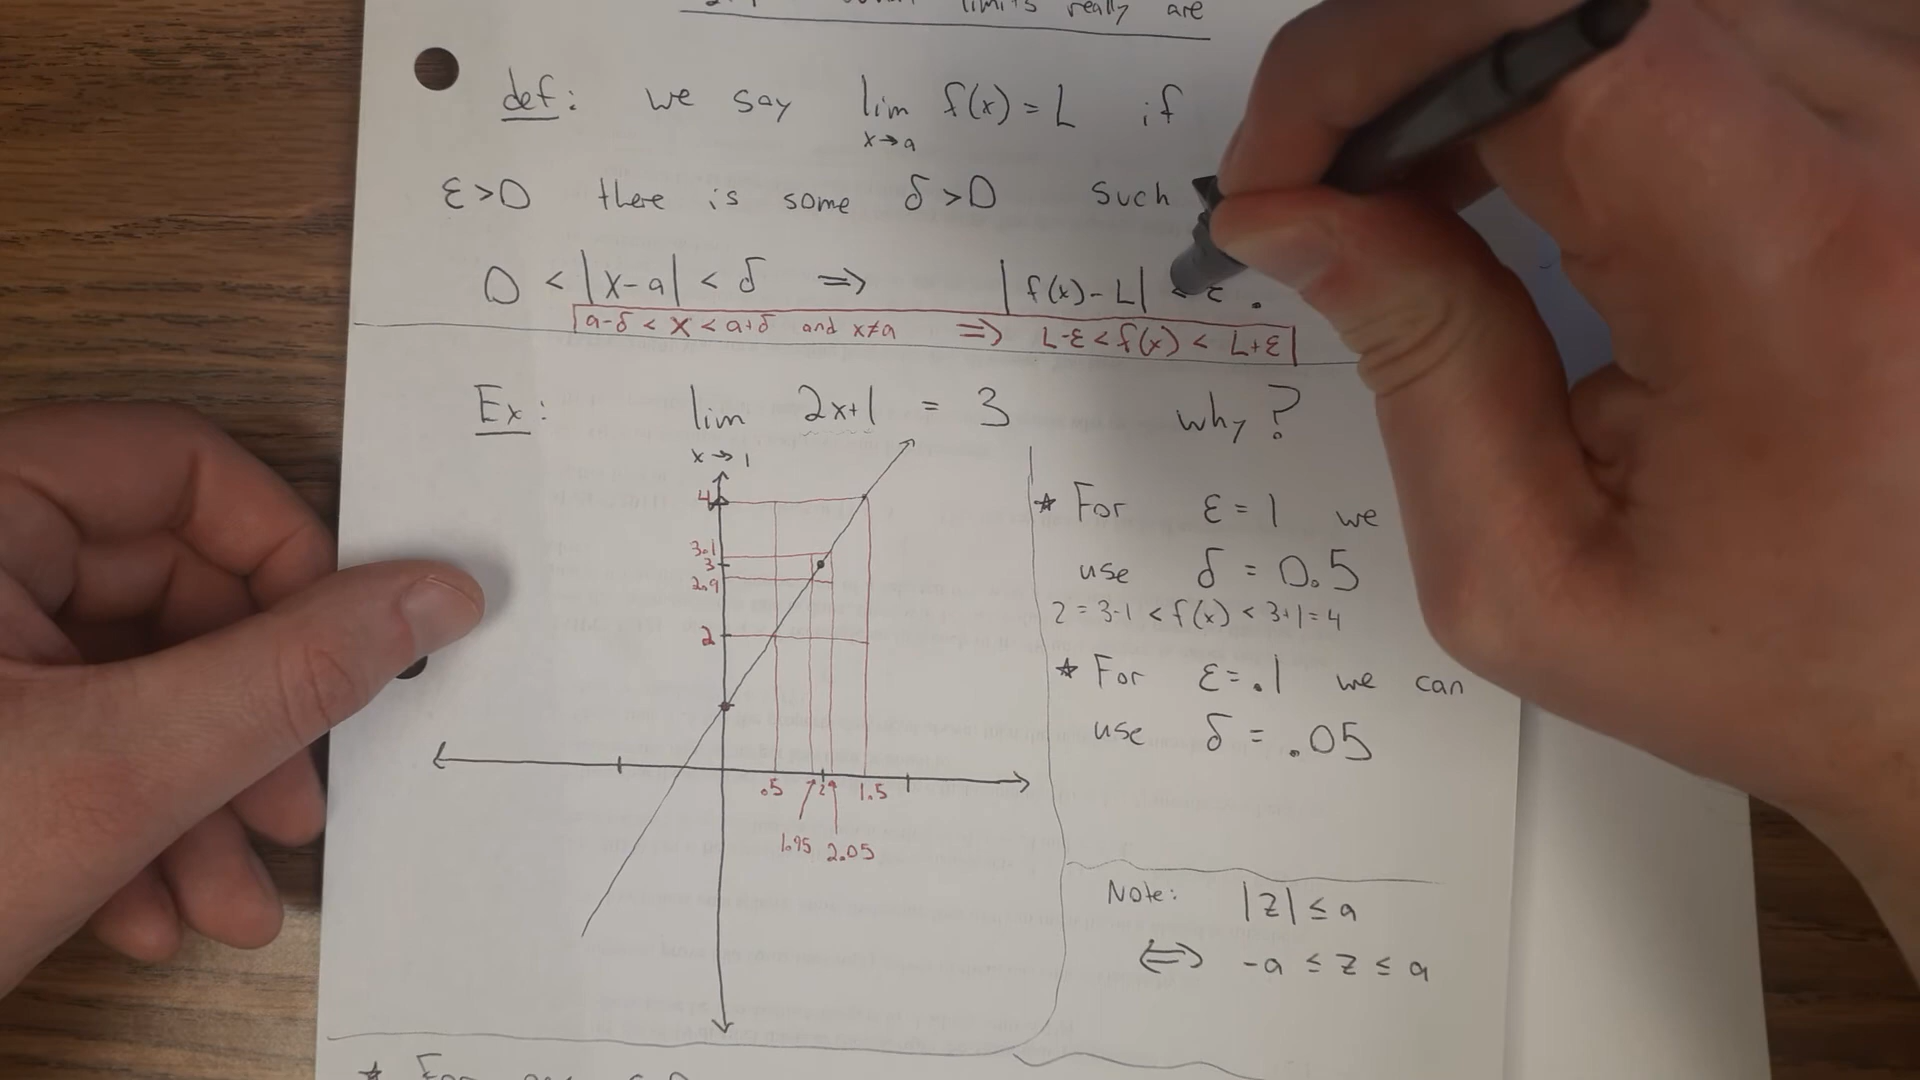 limits really are
def: we say lim f(x) = L if
x→a
ε>0 there is some δ>0 such
0 < |x-a| < δ ⇒ |f(x)-L| < ε .
a-δ < x < a+δ and x≠a ⇒ L-ε < f(x) < L+ε
Ex: lim 2x+1 = 3 why?
x→1
4
3.1
3
2.9
2
.5 1.5
1.95 2.05
* For ε = 1 we
use δ = 0.5
2 = 3-1 < f(x) < 3+1 = 4
* For ε = .1 we can
use δ = .05
Note: |z| ≤ a
⇔ -a ≤ z ≤ a